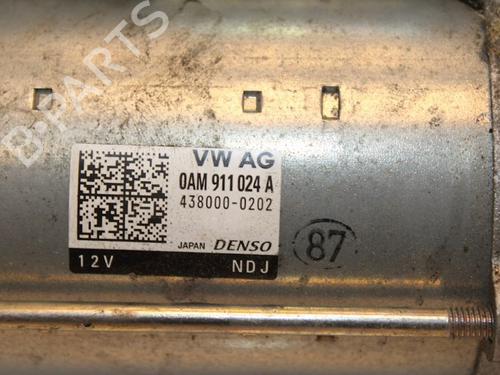 B-PARTS
VW AG
0AM 911 024 A
438000-0202
JAPAN DENSO
12V NDJ
87